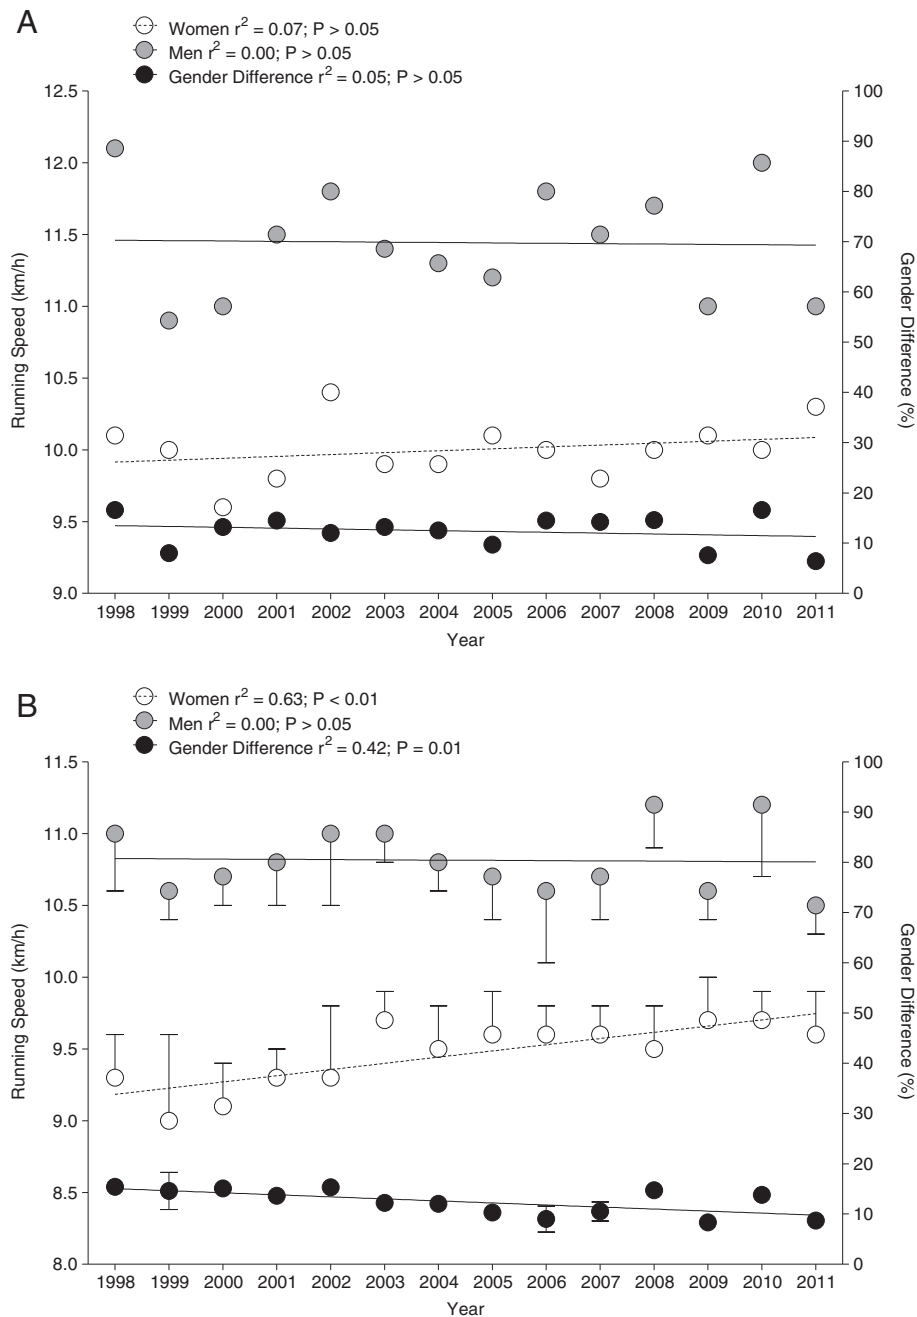 A
Women r² = 0.07; P > 0.05
Men r² = 0.00; P > 0.05
Gender Difference r² = 0.05; P > 0.05
12.5
12.0
11.5
11.0
10.5
10.0
9.5
9.0
Running Speed (km/h)
100
90
80
70
60
50
40
30
20
10
0
Gender Difference (%)
1998 1999 2000 2001 2002 2003 2004 2005 2006 2007 2008 2009 2010 2011
Year
B
Women r² = 0.63; P < 0.01
Men r² = 0.00; P > 0.05
Gender Difference r² = 0.42; P = 0.01
11.5
11.0
10.5
10.0
9.5
9.0
8.5
8.0
Running Speed (km/h)
100
90
80
70
60
50
40
30
20
10
0
Gender Difference (%)
1998 1999 2000 2001 2002 2003 2004 2005 2006 2007 2008 2009 2010 2011
Year